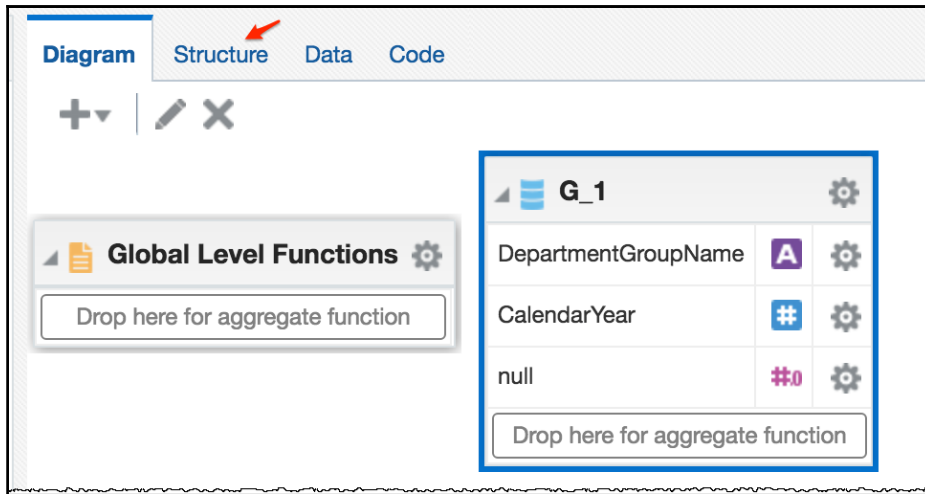 Diagram Structure Data Code
G_1
Global Level Functions
Drop here for aggregate function
DepartmentGroupName A
CalendarYear #
null #.0
Drop here for aggregate function